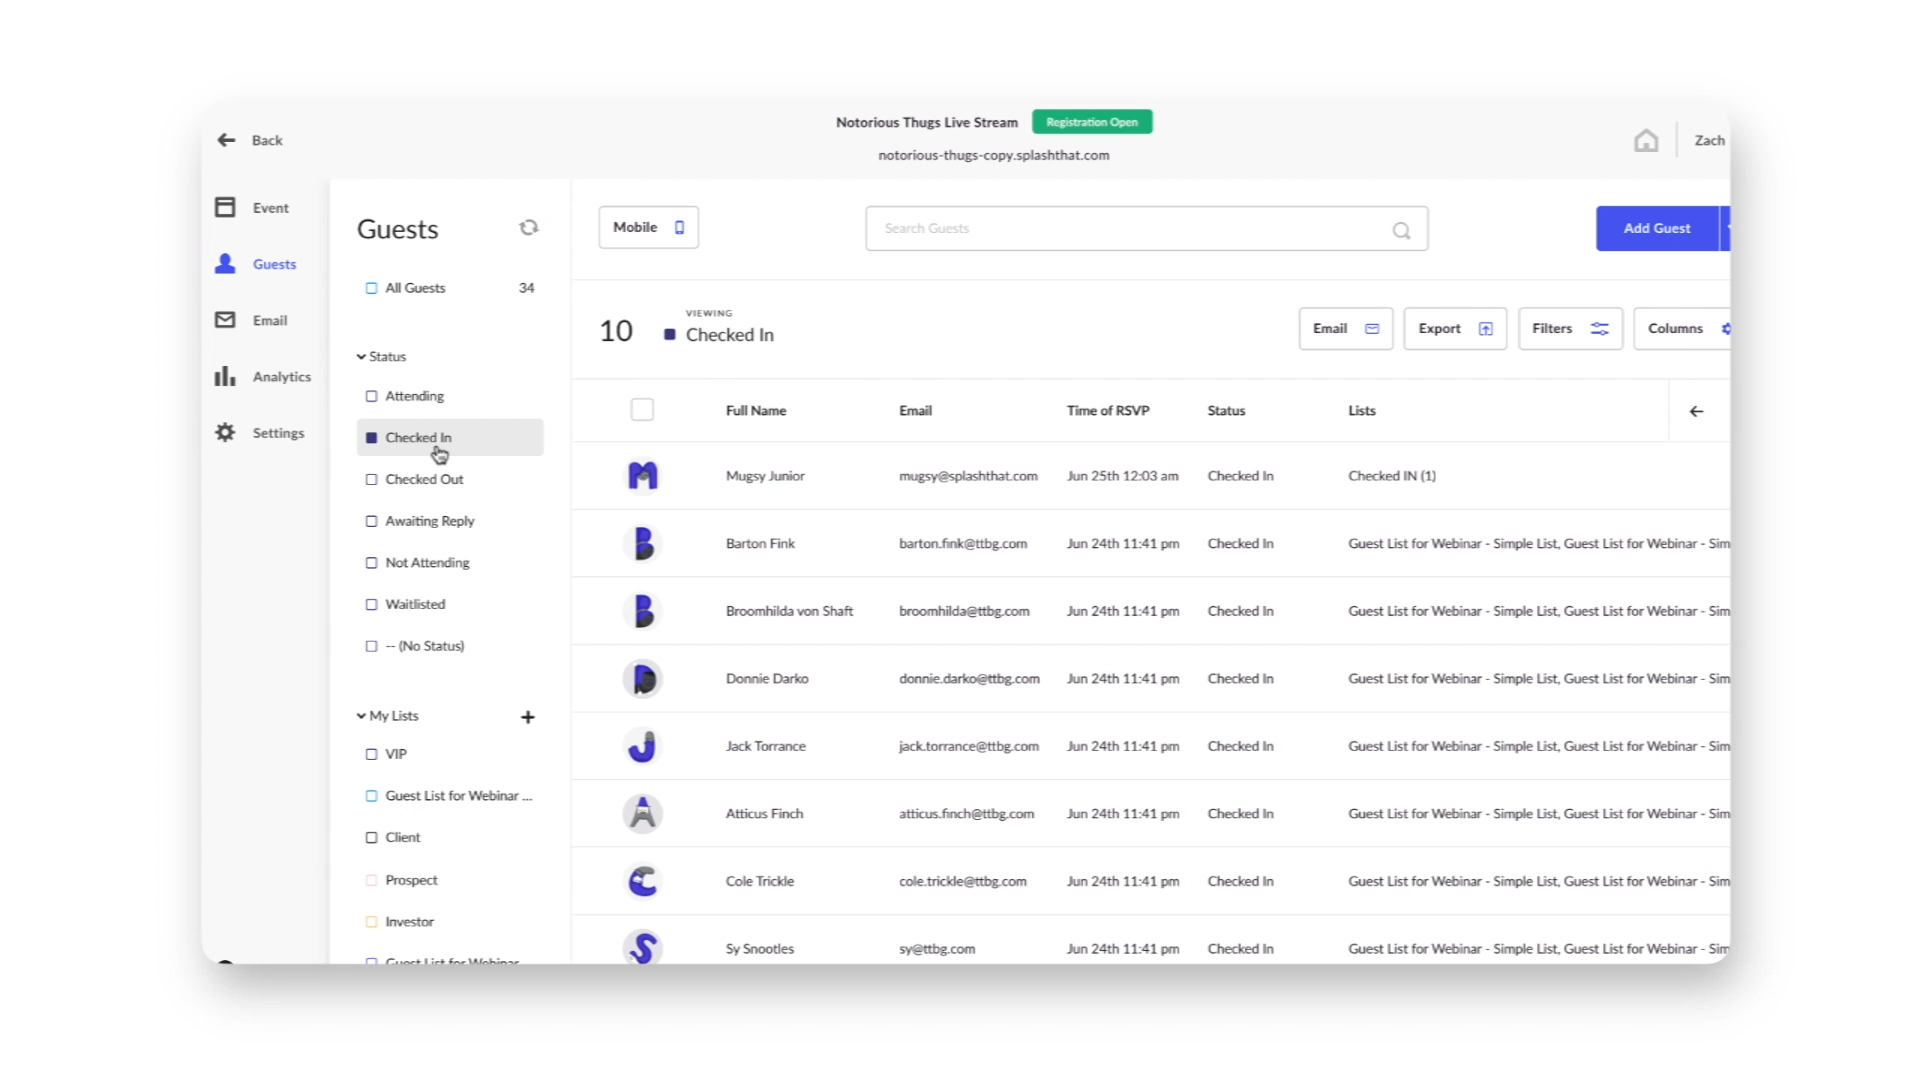 Back
Notorious Thugs Live Stream
Registration Open
notorious-thugs-copy.splashthat.com
Zach
Event
Guests
Email
Analytics
Settings
Guests
All Guests 34
Status
Attending
Checked In
Checked Out
Awaiting Reply
Not Attending
Waitlisted
-- (No Status)
My Lists +
VIP
Guest List for Webinar ...
Client
Prospect
Investor
Guest List for Webinar
Mobile
Search Guests
Add Guest
10
VIEWING
Checked In
Email
Export
Filters
Columns
Full Name Email Time of RSVP Status Lists
Mugsy Junior mugsy@splashthat.com Jun 25th 12:03 am Checked In Checked IN (1)
Barton Fink barton.fink@ttbg.com Jun 24th 11:41 pm Checked In Guest List for Webinar - Simple List, Guest List for Webinar - Sim
Broomhilda von Shaft broomhilda@ttbg.com Jun 24th 11:41 pm Checked In Guest List for Webinar - Simple List, Guest List for Webinar - Sim
Donnie Darko donnie.darko@ttbg.com Jun 24th 11:41 pm Checked In Guest List for Webinar - Simple List, Guest List for Webinar - Sim
Jack Torrance jack.torrance@ttbg.com Jun 24th 11:41 pm Checked In Guest List for Webinar - Simple List, Guest List for Webinar - Sim
Atticus Finch atticus.finch@ttbg.com Jun 24th 11:41 pm Checked In Guest List for Webinar - Simple List, Guest List for Webinar - Sim
Cole Trickle cole.trickle@ttbg.com Jun 24th 11:41 pm Checked In Guest List for Webinar - Simple List, Guest List for Webinar - Sim
Sy Snootles sy@ttbg.com Jun 24th 11:41 pm Checked In Guest List for Webinar - Simple List, Guest List for Webinar - Sim
M
B
B
D
J
A
C
S